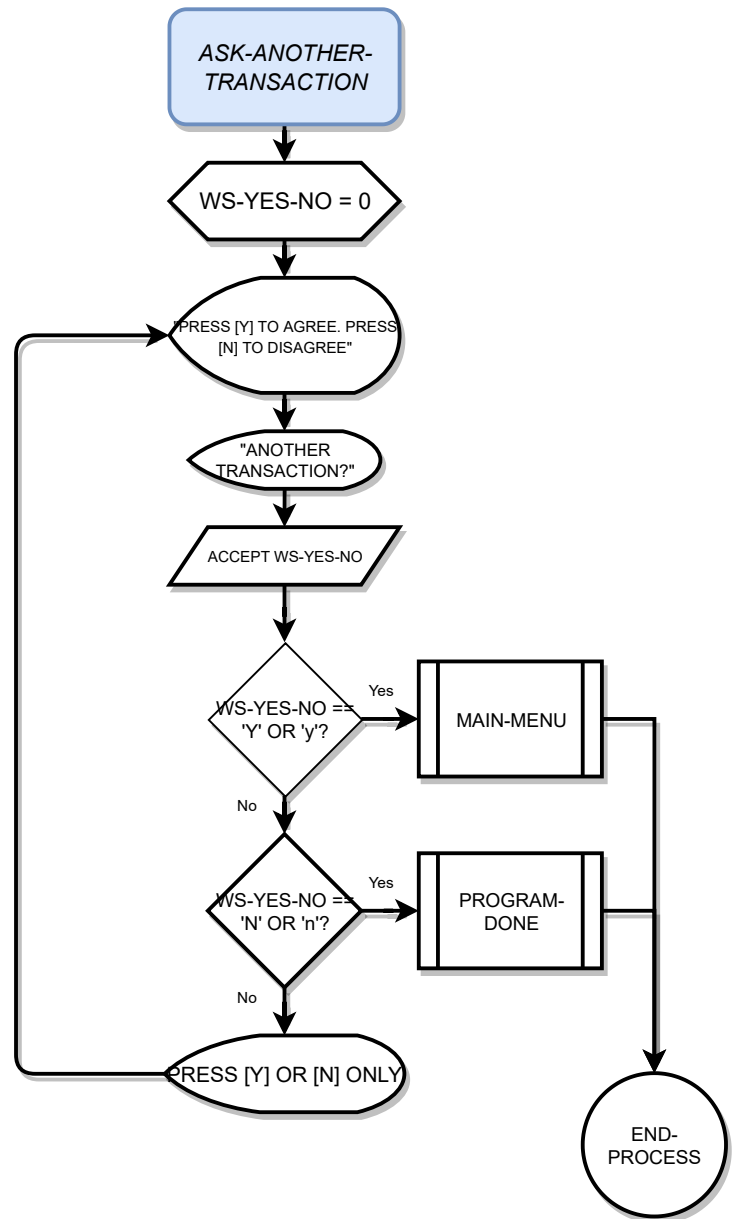 ASK-ANOTHER-
TRANSACTION
WS-YES-NO = 0
"PRESS [Y] TO AGREE. PRESS
[N] TO DISAGREE"
"ANOTHER
TRANSACTION?"
ACCEPT WS-YES-NO
WS-YES-NO ==
'Y' OR 'y'?
Yes
MAIN-MENU
No
WS-YES-NO ==
'N' OR 'n'?
Yes
PROGRAM-
DONE
No
PRESS [Y] OR [N] ONLY
END-
PROCESS